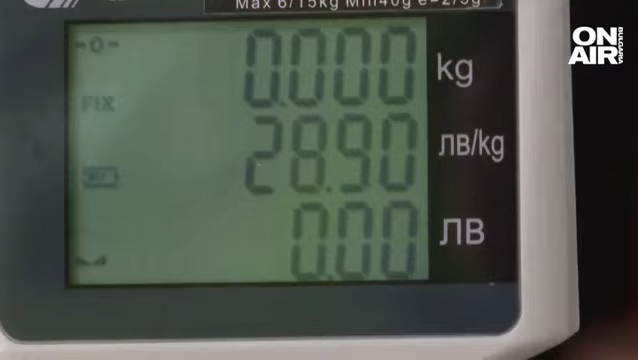 Max 6/15kg Min40g e=2/5g
ON AIR BULGARIA
-0-
0.000 kg
FIX
28.90 лв/kg
0.00 лв